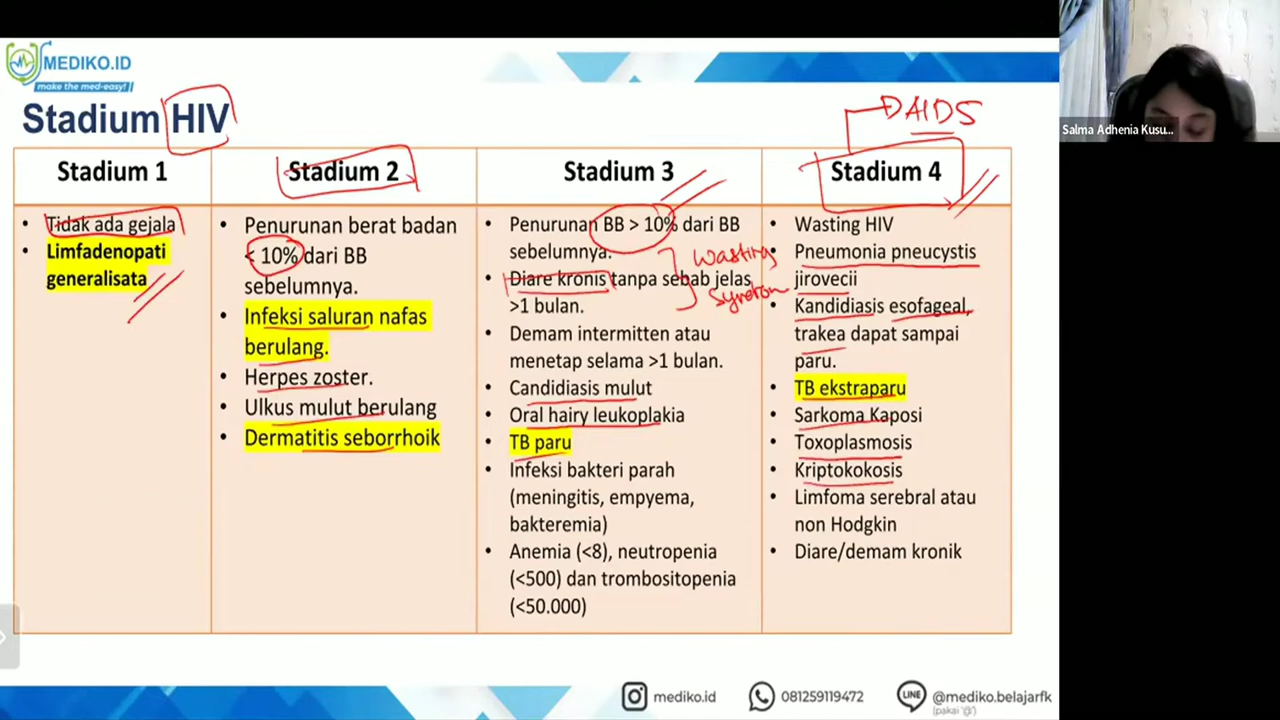 MEDIKO.ID
make the med-easy!
Stadium HIV
DAIDS
Salma Adhenia Kusu...
Stadium 1
• Tidak ada gejala
• Limfadenopati
generalisata
Stadium 2
• Penurunan berat badan
< 10% dari BB
sebelumnya.
• Infeksi saluran nafas
berulang.
• Herpes zoster.
• Ulkus mulut berulang
• Dermatitis seborrhoik
Stadium 3
• Penurunan BB > 10% dari BB
sebelumnya.
• Diare kronis tanpa sebab jelas
>1 bulan.
• Demam intermitten atau
menetap selama >1 bulan.
• Candidiasis mulut
• Oral hairy leukoplakia
• TB paru
• Infeksi bakteri parah
(meningitis, empyema,
bakteremia)
• Anemia (<8), neutropenia
(<500) dan trombositopenia
(<50.000)
wasting
Stadium 4
• Wasting HIV
• Pneumonia pneucystis
jirovecii
• Kandidiasis esofageal,
trakea dapat sampai
paru.
• TB ekstraparu
• Sarkoma Kaposi
• Toxoplasmosis
• Kriptokokosis
• Limfoma serebral atau
non Hodgkin
• Diare/demam kronik
mediko.id
081259119472
LINE
@mediko.belajarfk
(pakai '@')